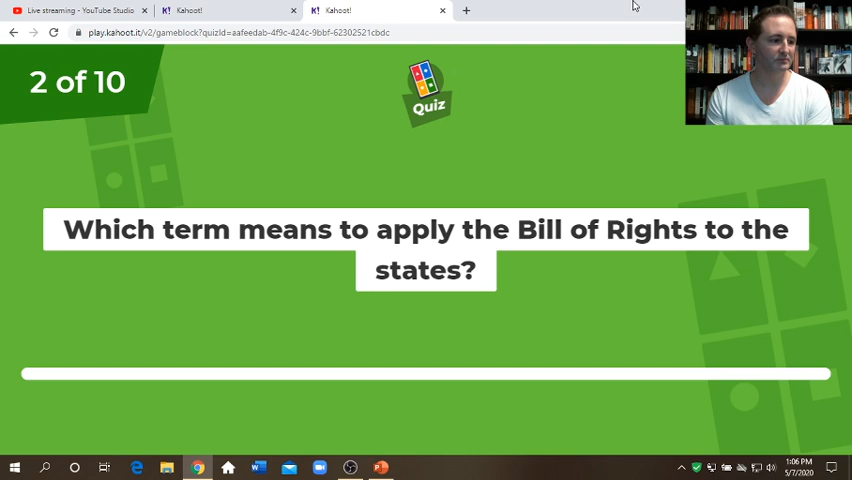 Live streaming - YouTube Studio
Kahoot!
Kahoot!
play.kahoot.it/v2/gameblock?quizId=aafeedab-4f9c-424c-9bbf-62302521cbdc
2 of 10
Quiz
Which term means to apply the Bill of Rights to the
states?
1:06 PM
5/7/2020